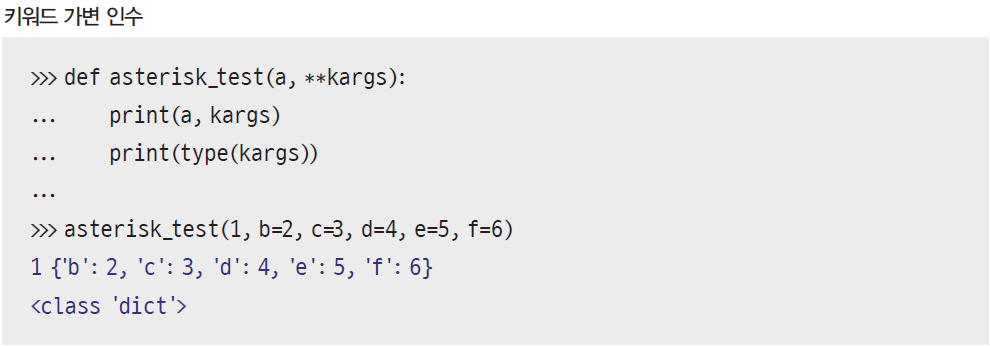 키워드 가변 인수
>>> def asterisk_test(a, **kargs):
...     print(a, kargs)
...     print(type(kargs))
...
>>> asterisk_test(1, b=2, c=3, d=4, e=5, f=6)
1 {'b': 2, 'c': 3, 'd': 4, 'e': 5, 'f': 6}
<class 'dict'>